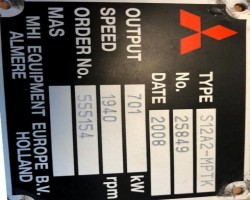 TYPE S12A2-MPTK
No. 25849
DATE 2008
OUTPUT 701 kW
SPEED 1940 rpm
ORDER No. 555154
MAS
MHI EQUIPMENT EUROPE B.V.
ALMERE HOLLAND